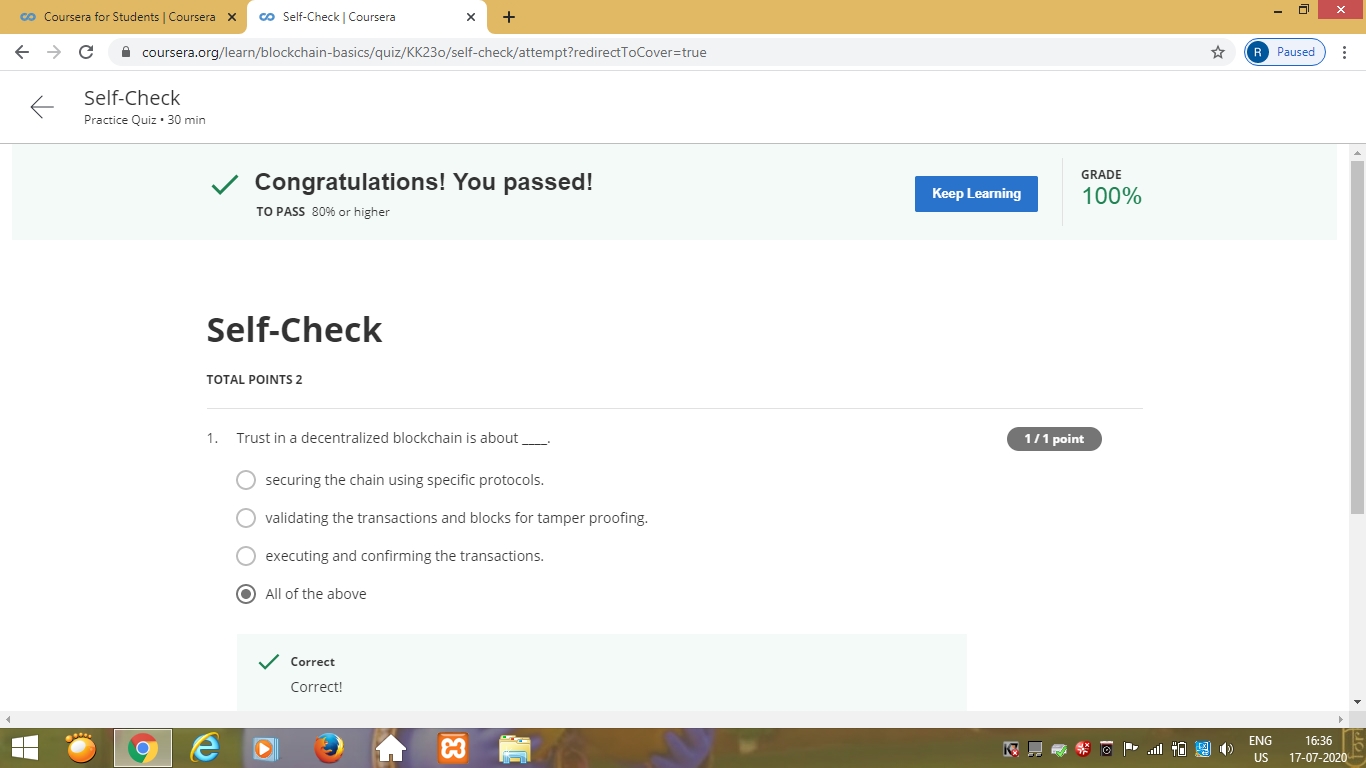 Coursera for Students | Coursera
Self-Check | Coursera
coursera.org/learn/blockchain-basics/quiz/KK23o/self-check/attempt?redirectToCover=true
R Paused
Self-Check
Practice Quiz • 30 min
Congratulations! You passed!
TO PASS 80% or higher
Keep Learning
GRADE
100%
Self-Check
TOTAL POINTS 2
1. Trust in a decentralized blockchain is about ____.
1 / 1 point
securing the chain using specific protocols.
validating the transactions and blocks for tamper proofing.
executing and confirming the transactions.
All of the above
Correct
Correct!
ENG
US
16:36
17-07-2020